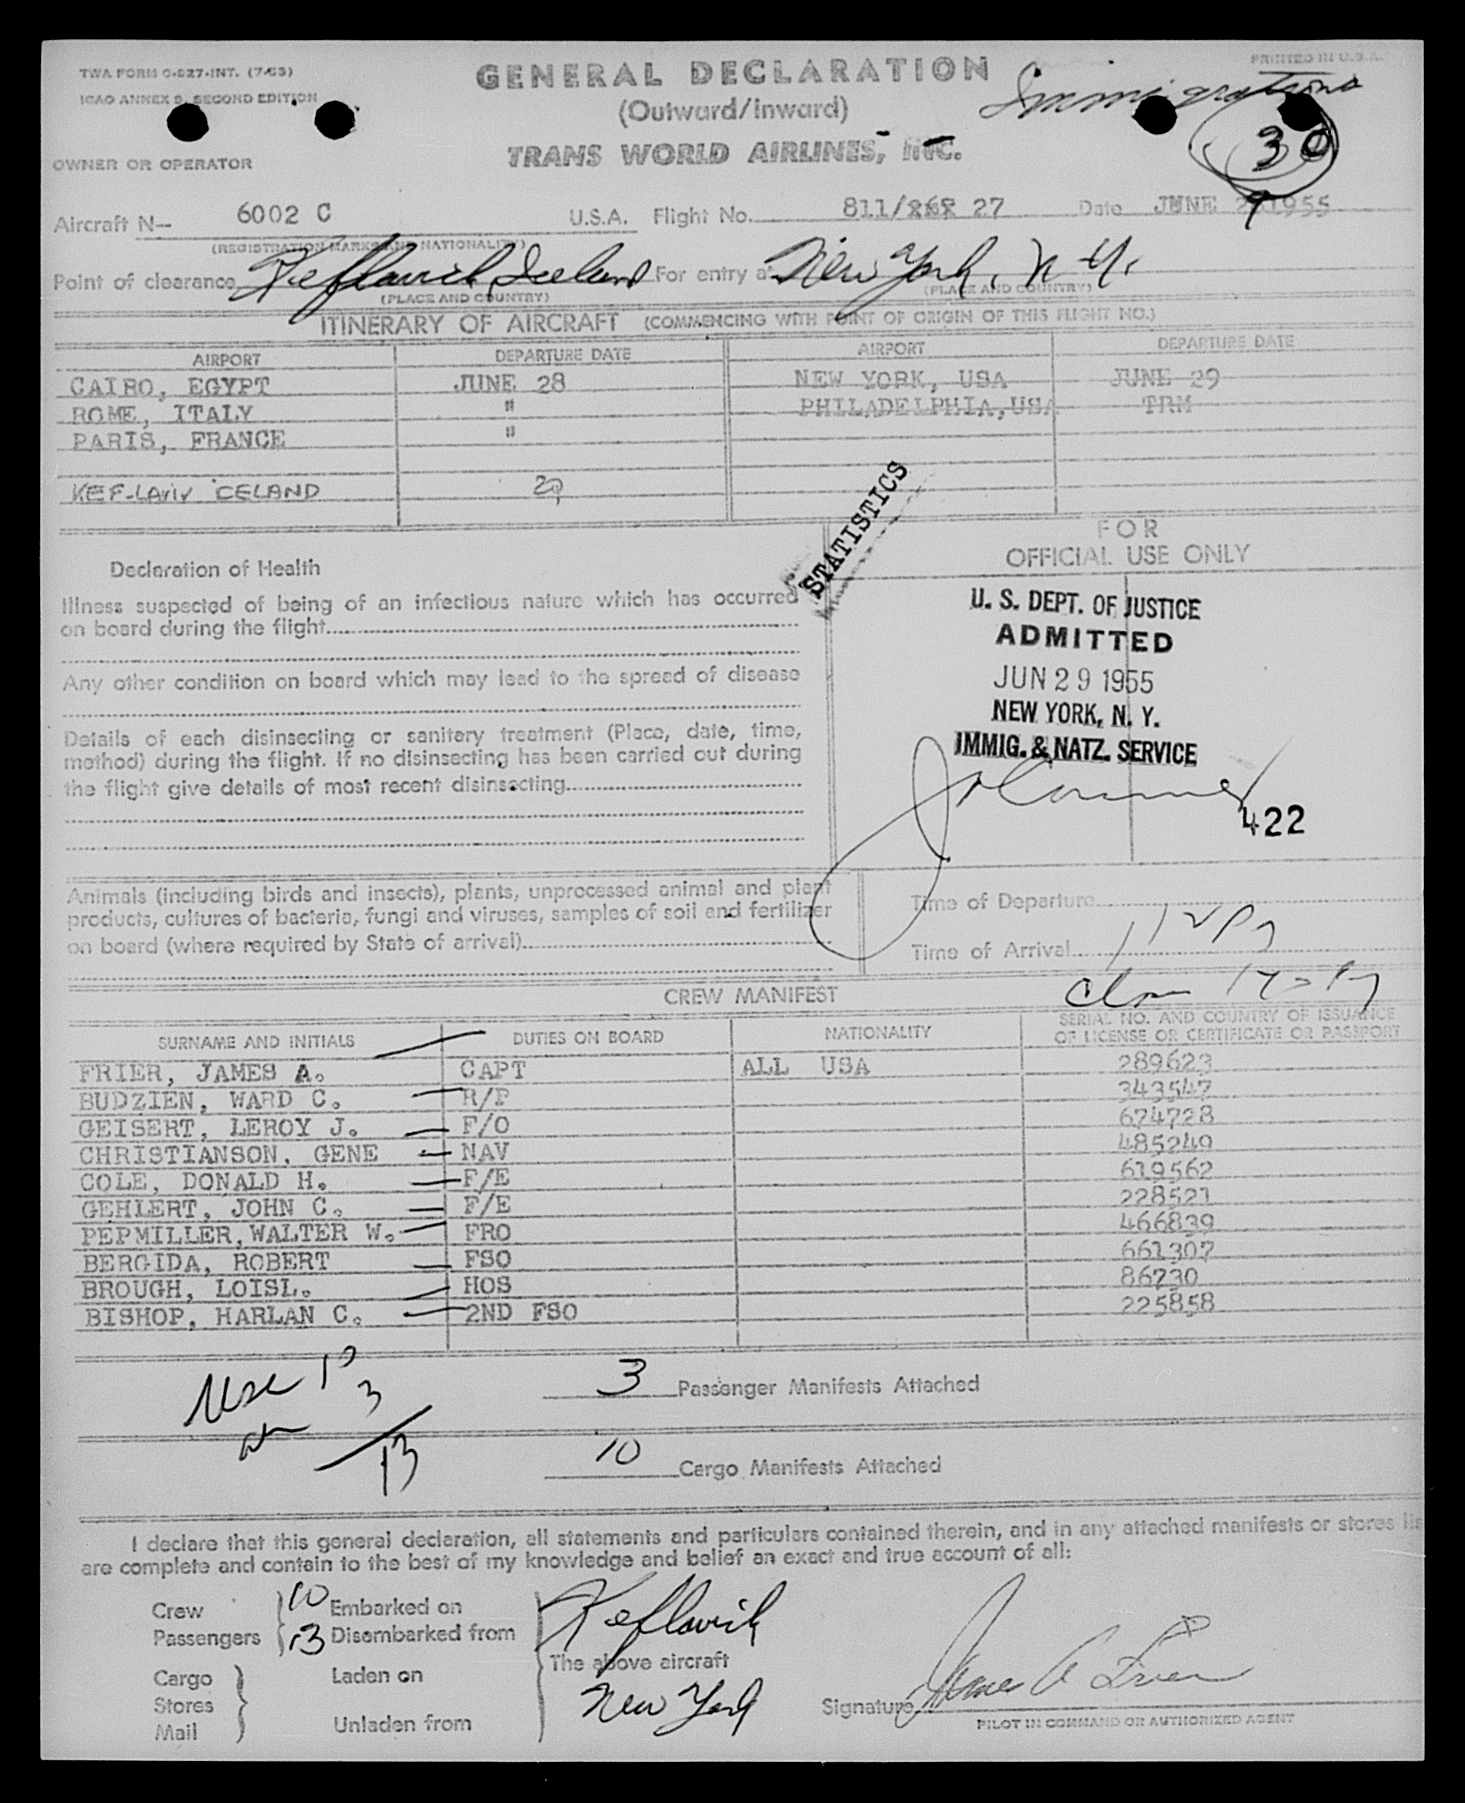 TWA FORM C-827-INT. (7-53)
PRINTED IN U.S.A.
ICAO ANNEX 9, SECOND EDITION
GENERAL DECLARATION
(Outward/Inward)
Immigration
TRANS WORLD AIRLINES, INC.
30
OWNER OR OPERATOR
Aircraft N- 6002 C U.S.A. Flight No. 811/ 27 Date JUNE 29 1955
(REGISTRATION MARKS AND NATIONALITY)
Point of clearance Keflavick, Iceland For entry at New York, N.Y.
(PLACE AND COUNTRY) (PLACE AND COUNTRY)
ITINERARY OF AIRCRAFT (COMMENCING WITH POINT OF ORIGIN OF THIS FLIGHT NO.)
AIRPORT DEPARTURE DATE AIRPORT DEPARTURE DATE
CAIRO, EGYPT JUNE 28 NEW YORK, USA JUNE 29
ROME, ITALY " PHILADELPHIA, USA TRM
PARIS, FRANCE "
KEF-LAVIK ICELAND 29
STATISTICS
FOR
OFFICIAL USE ONLY
Declaration of Health
Illness suspected of being of an infectious nature which has occurred
on board during the flight
Any other condition on board which may lead to the spread of disease
Details of each disinsecting or sanitary treatment (Place, date, time,
method) during the flight. If no disinsecting has been carried out during
the flight give details of most recent disinsecting
U. S. DEPT. OF JUSTICE
ADMITTED
JUN 29 1955
NEW YORK, N. Y.
IMMIG. & NATZ. SERVICE
422
Animals (including birds and insects), plants, unprocessed animal and plant
products, cultures of bacteria, fungi and viruses, samples of soil and fertilizer
on board (where required by State of arrival)
Time of Departure
Time of Arrival 112P
CREW MANIFEST
SURNAME AND INITIALS DUTIES ON BOARD NATIONALITY SERIAL NO. AND COUNTRY OF ISSUANCE
OF LICENSE OR CERTIFICATE OR PASSPORT
FRIER, JAMES A. CAPT ALL USA 289623
BUDZIEN, WARD C. R/P 343547
GEISERT, LEROY J. F/O 674728
CHRISTIANSON, GENE NAV 485249
COLE, DONALD H. F/E 619562
GEHLERT, JOHN C. F/E 228521
PEPMILLER, WALTER W. FRO 466839
BERGIDA, ROBERT FSO 661307
BROUGH, LOISL. HOS 86730
BISHOP, HARLAN C. 2ND FSO 225858
Usc 10
3
13
3 Passenger Manifests Attached
10 Cargo Manifests Attached
I declare that this general declaration, all statements and particulars contained therein, and in any attached manifests or stores lis
are complete and contain to the best of my knowledge and belief an exact and true account of all:
Crew 10 Embarked on Keflavick
Passengers 13 Disembarked from
The above aircraft
Cargo Laden on New York
Stores
Mail Unladen from
Signature James A Frier
PILOT IN COMMAND OR AUTHORIZED AGENT